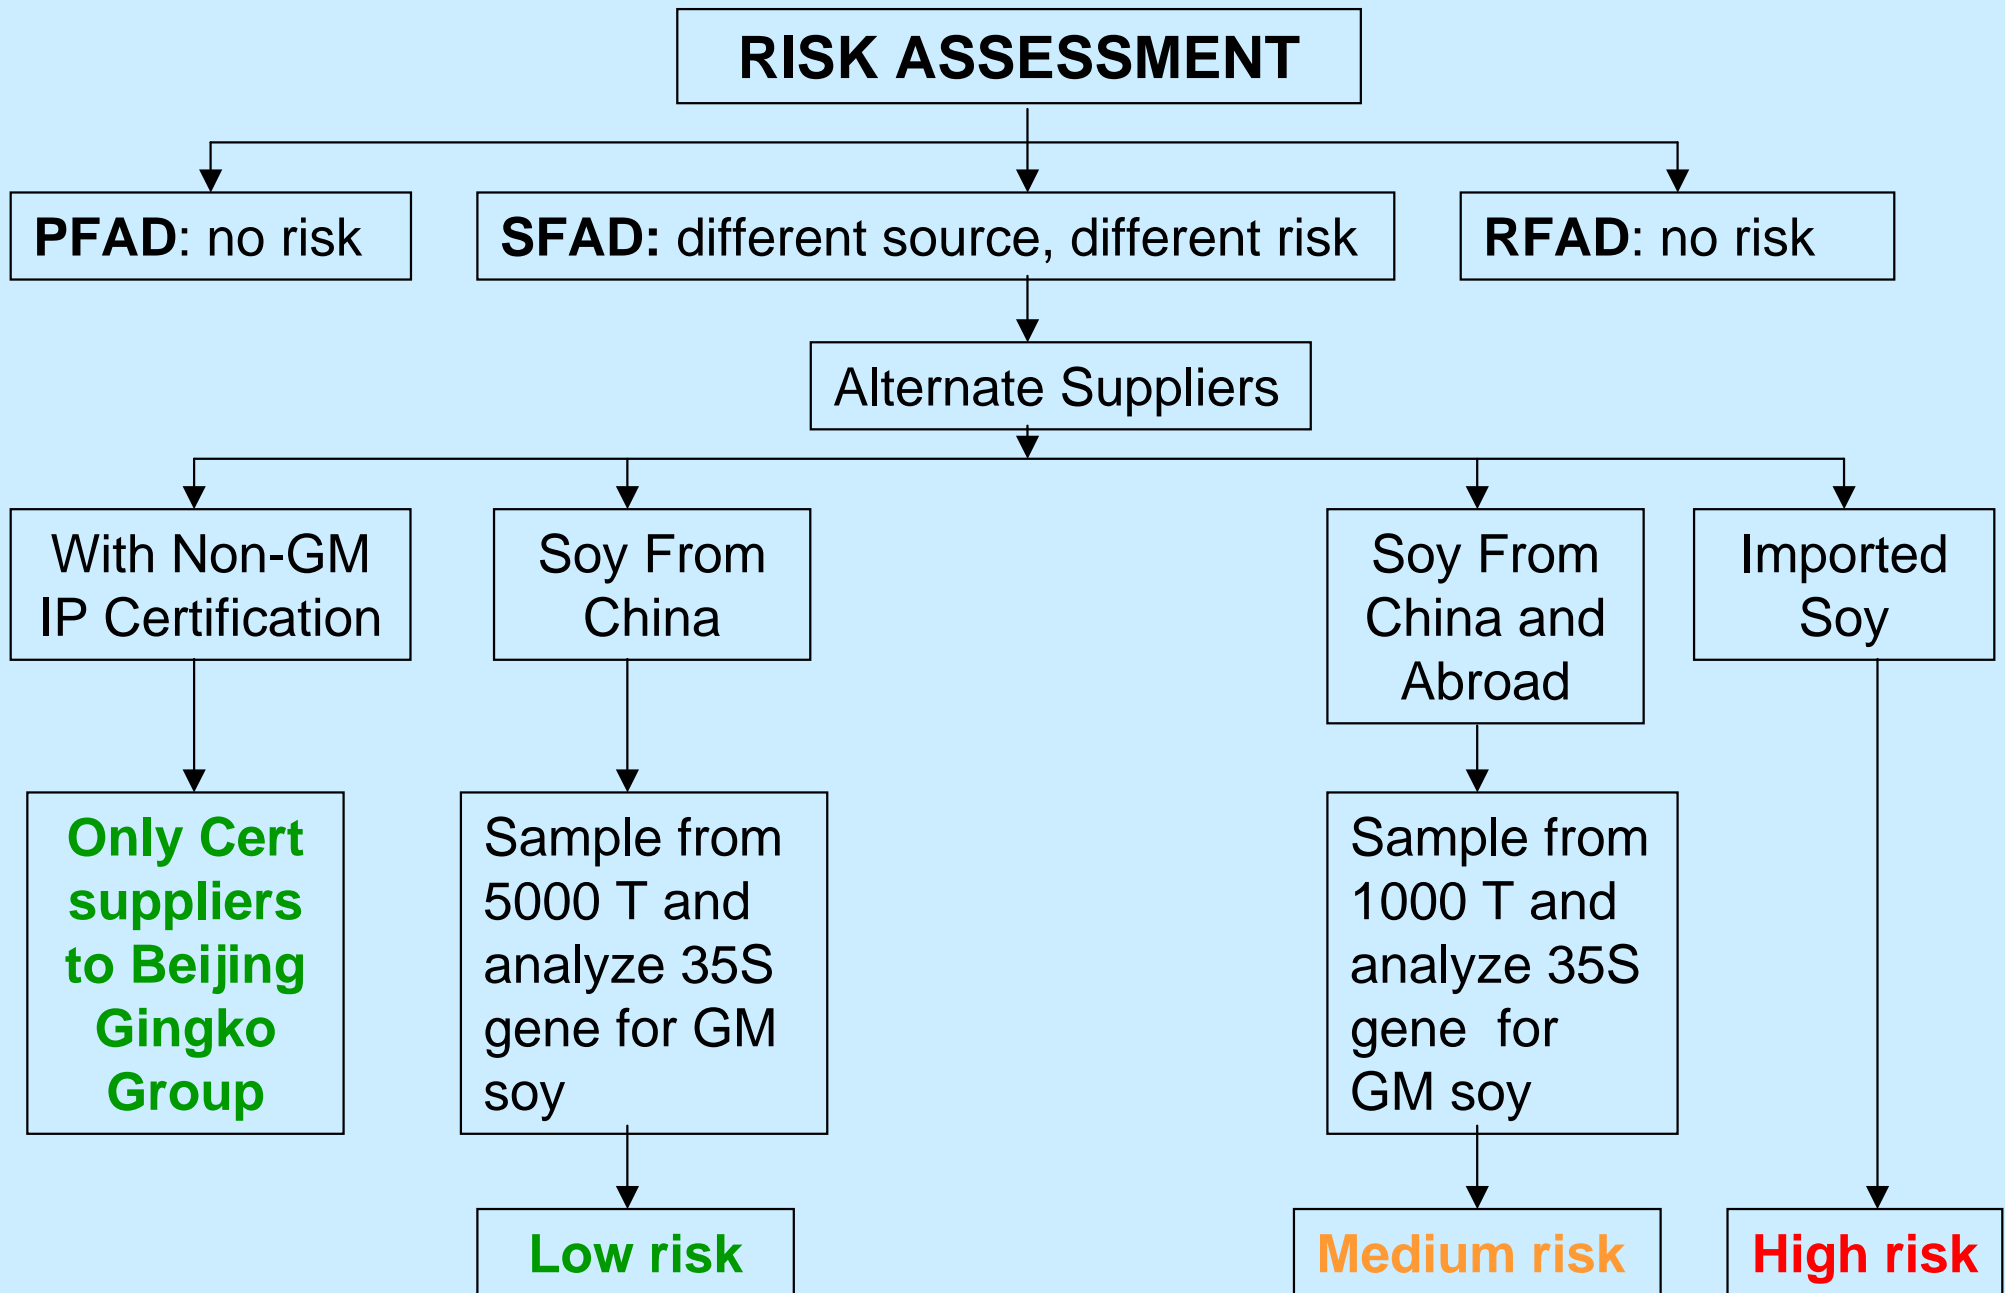 RISK ASSESSMENT
PFAD: no risk
SFAD: different source, different risk
RFAD: no risk
Alternate Suppliers
With Non-GM
IP Certification
Soy From
China
Soy From
China and
Abroad
Imported
Soy
Only Cert
suppliers
to Beijing
Gingko
Group
Sample from
5000 T and
analyze 35S
gene for GM
soy
Sample from
1000 T and
analyze 35S
gene  for
GM soy
Low risk
Medium risk
High risk